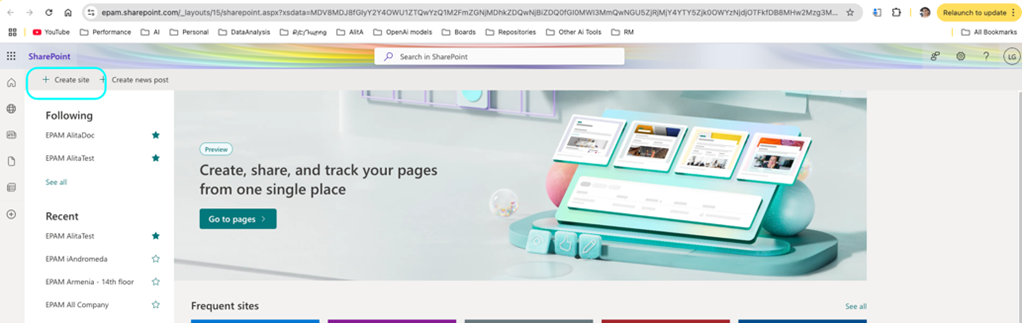 epam.sharepoint.com/_layouts/15/sharepoint.aspx?xsdata=
Relaunch to update
YouTube
Performance
AI
Personal
DataAnalysis
AlitA
OpenAi models
Boards
Repositories
Other Ai Tools
RM
All Bookmarks
SharePoint
Search in SharePoint
LG
+ Create site
+ Create news post
Following
EPAM AlitaDoc
EPAM AlitaTest
See all
Recent
EPAM AlitaTest
EPAM iAndromeda
EPAM Armenia - 14th floor
EPAM All Company
Preview
Create, share, and track your pages
from one single place
Go to pages
Frequent sites
See all